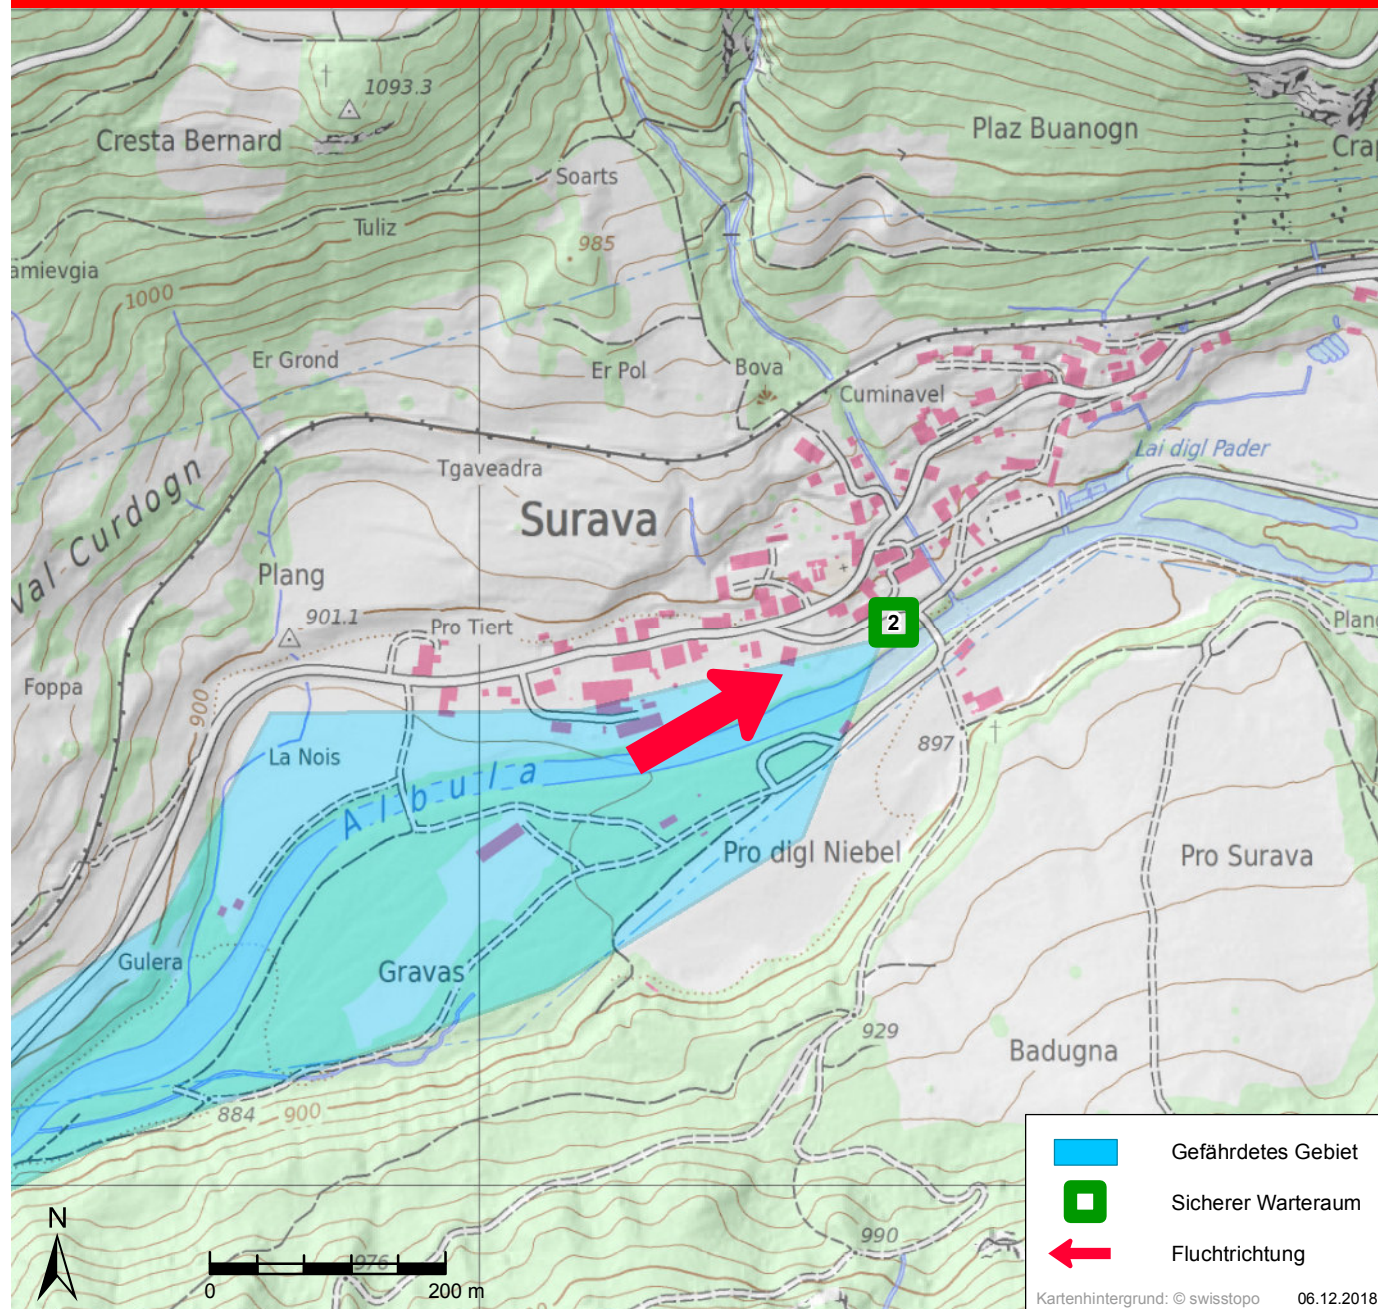 1093.3
Cresta Bernard
Plaz Buanogn
Crap
Soarts
Tuliz
985
amievgia
1000
Er Grond
Er Pol
Bova
Cuminavel
Lai digl Pader
Tgaveadra
Val Curdogn
Surava
Plang
901.1
Pro Tiert
2
Plang
Foppa
900
La Nois
897
Albula
Pro digl Niebel
Pro Surava
Gulera
Gravas
929
Badugna
884
900
Gefährdetes Gebiet
Sicherer Warteraum
N
990
Fluchtrichtung
976
0
200 m
Kartenhintergrund: © swisstopo
06.12.2018